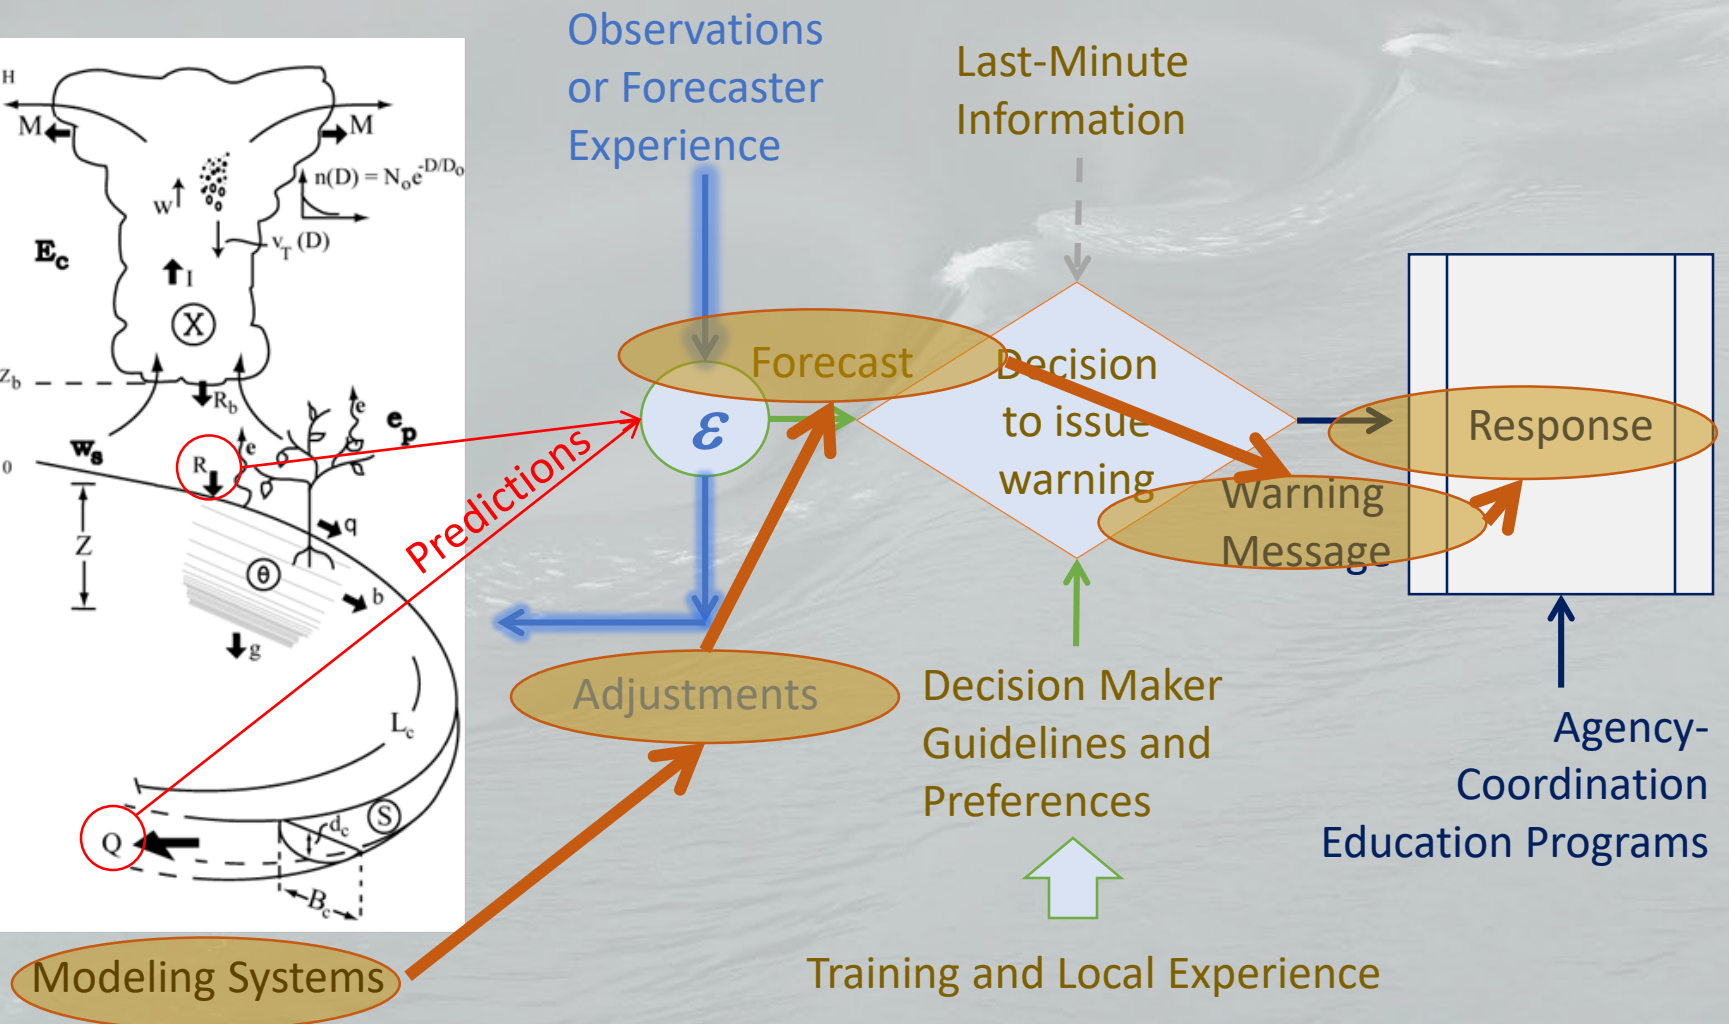 Observations
or Forecaster
Experience
Last-Minute
Information
H
M
M
w
n(D) = Nₒe^-D/Dₒ
v_T (D)
E_c
I
X
Z_b
R_b
e
e_p
w_s
e
0
R
Z
q
θ
b
g
L_c
S
d_c
Q
B_c
Predictions
Forecast
ε
Decision
to issue
warning
Warning
Message
Response
Adjustments
Decision Maker
Guidelines and
Preferences
Agency-
Coordination
Education Programs
Modeling Systems
Training and Local Experience